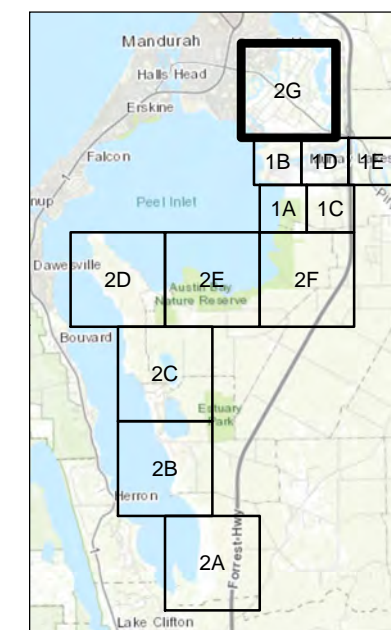 Mandurah
Halls Head
2G
Erskine
Falcon
1B
1D
1E
Peel Inlet
1A
1C
Dawesville
2D
2E
2F
Austin Bay
Nature Reserve
Bouvard
2C
Estuary
Park
2B
Herron
2A
Forrest-Hwy
1
Lake Clifton